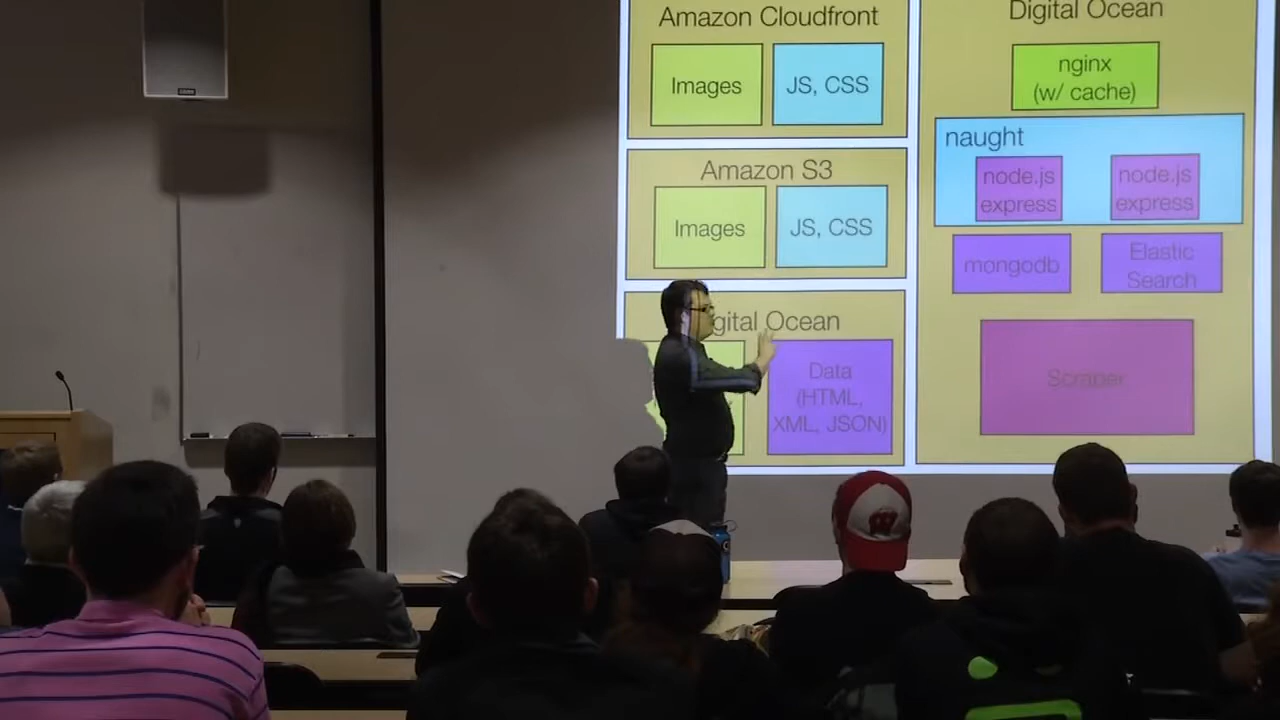 Amazon Cloudfront
Images
JS, CSS
Amazon S3
Images
JS, CSS
gital Ocean
Data
(HTML,
XML, JSON)
Digital Ocean
nginx
(w/ cache)
naught
node.js
express
node.js
express
mongodb
Elastic
Search
Scraper
W